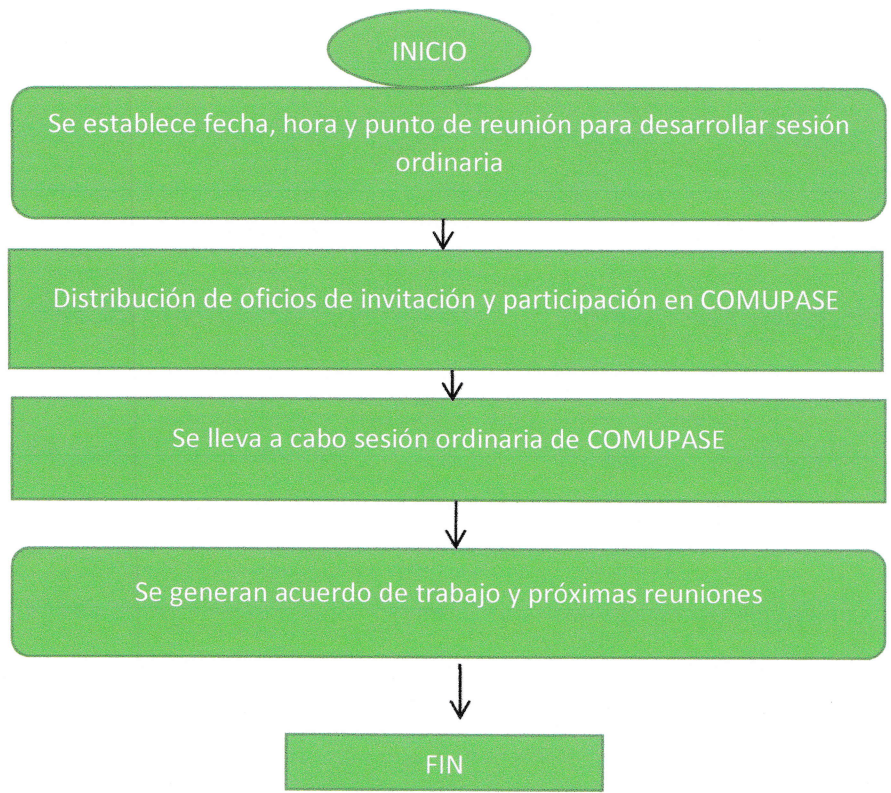 INICIO
Se establece fecha, hora y punto de reunión para desarrollar sesión
ordinaria
Distribución de oficios de invitación y participación en COMUPASE
Se lleva a cabo sesión ordinaria de COMUPASE
Se generan acuerdo de trabajo y próximas reuniones
FIN